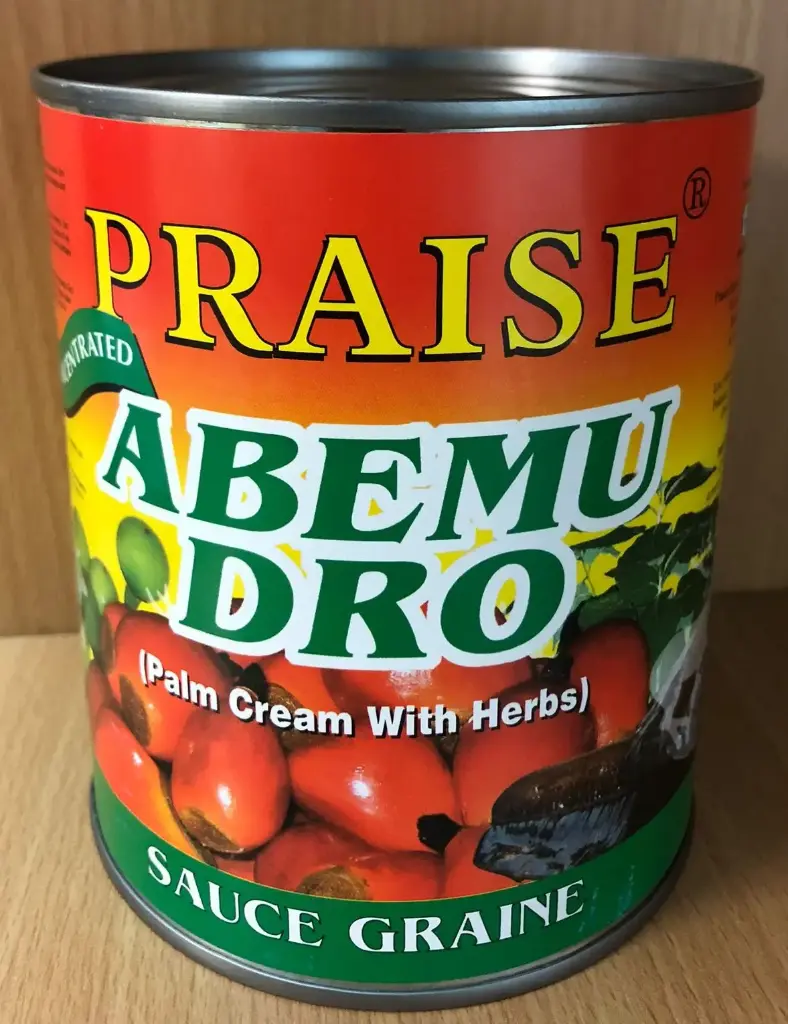 PRAISE®
ABEMU
DRO
(Palm Cream With Herbs)
SAUCE GRAINE